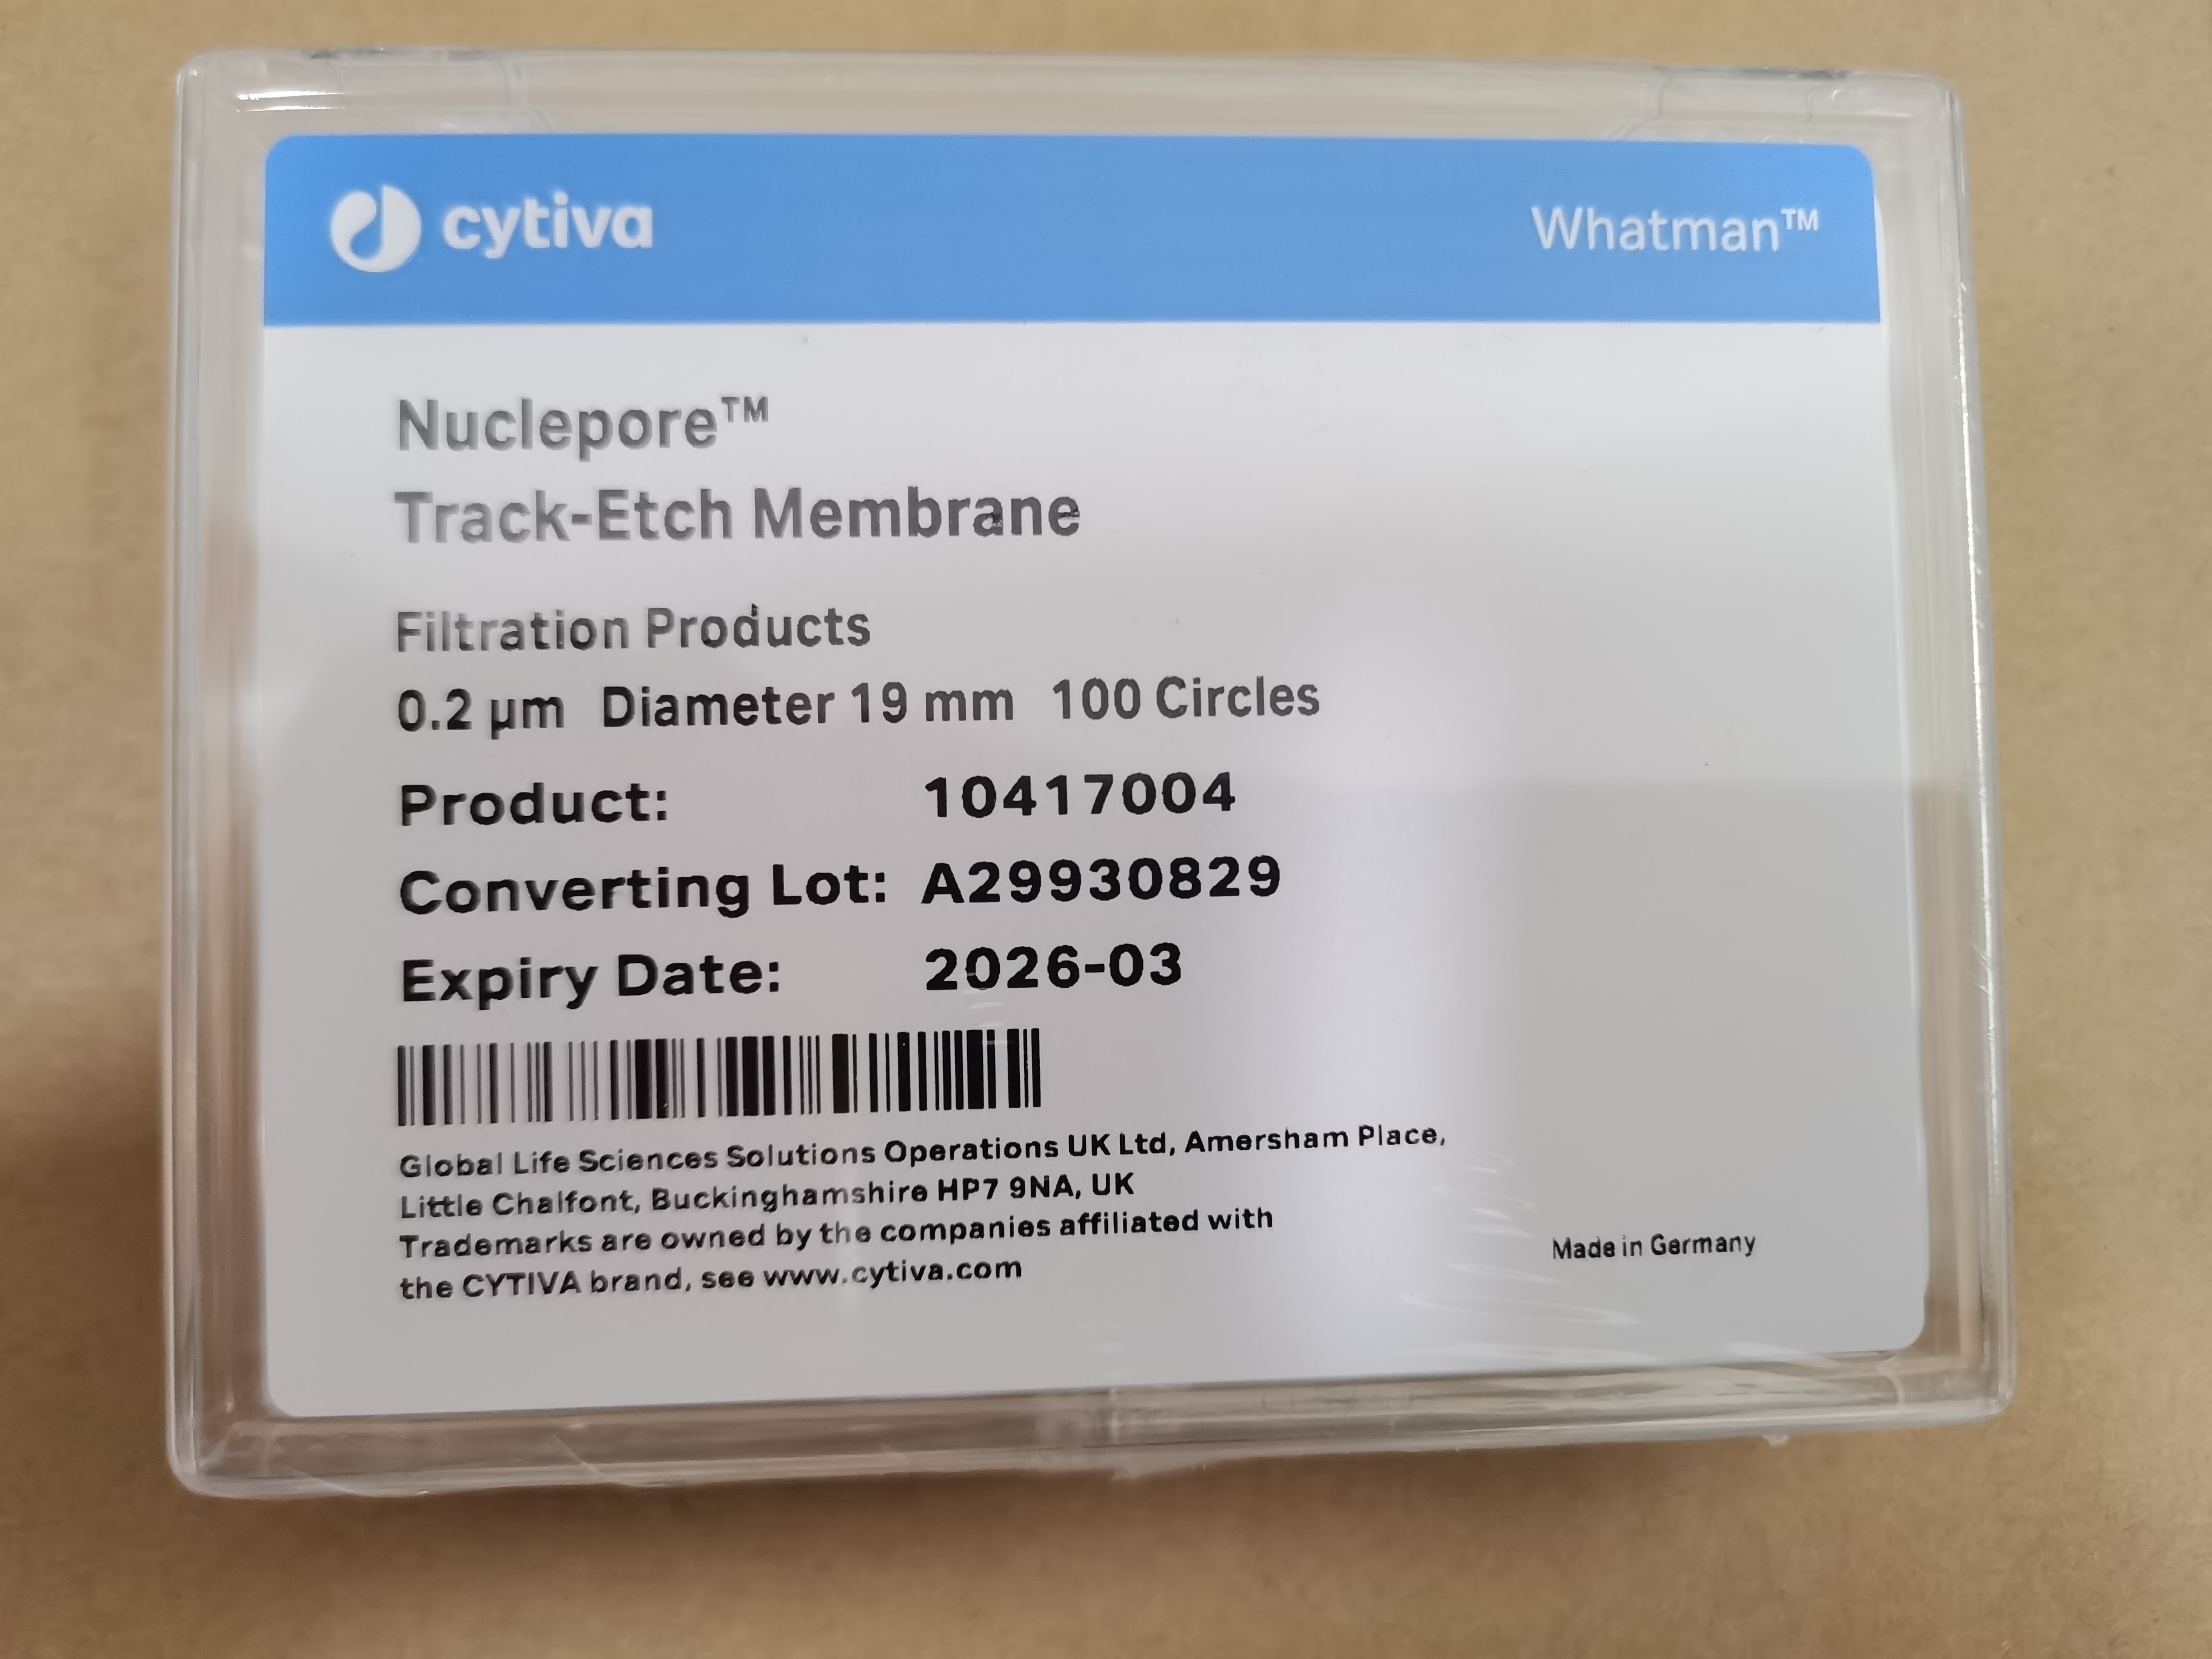 cytiva
Whatman™
Nuclepore™
Track-Etch Membrane
Filtration Products
0.2 µm Diameter 19 mm 100 Circles
Product: 10417004
Converting Lot: A29930829
Expiry Date: 2026-03
Global Life Sciences Solutions Operations UK Ltd, Amersham Place,
Little Chalfont, Buckinghamshire HP7 9NA, UK
Trademarks are owned by the companies affiliated with
the CYTIVA brand, see www.cytiva.com
Made in Germany